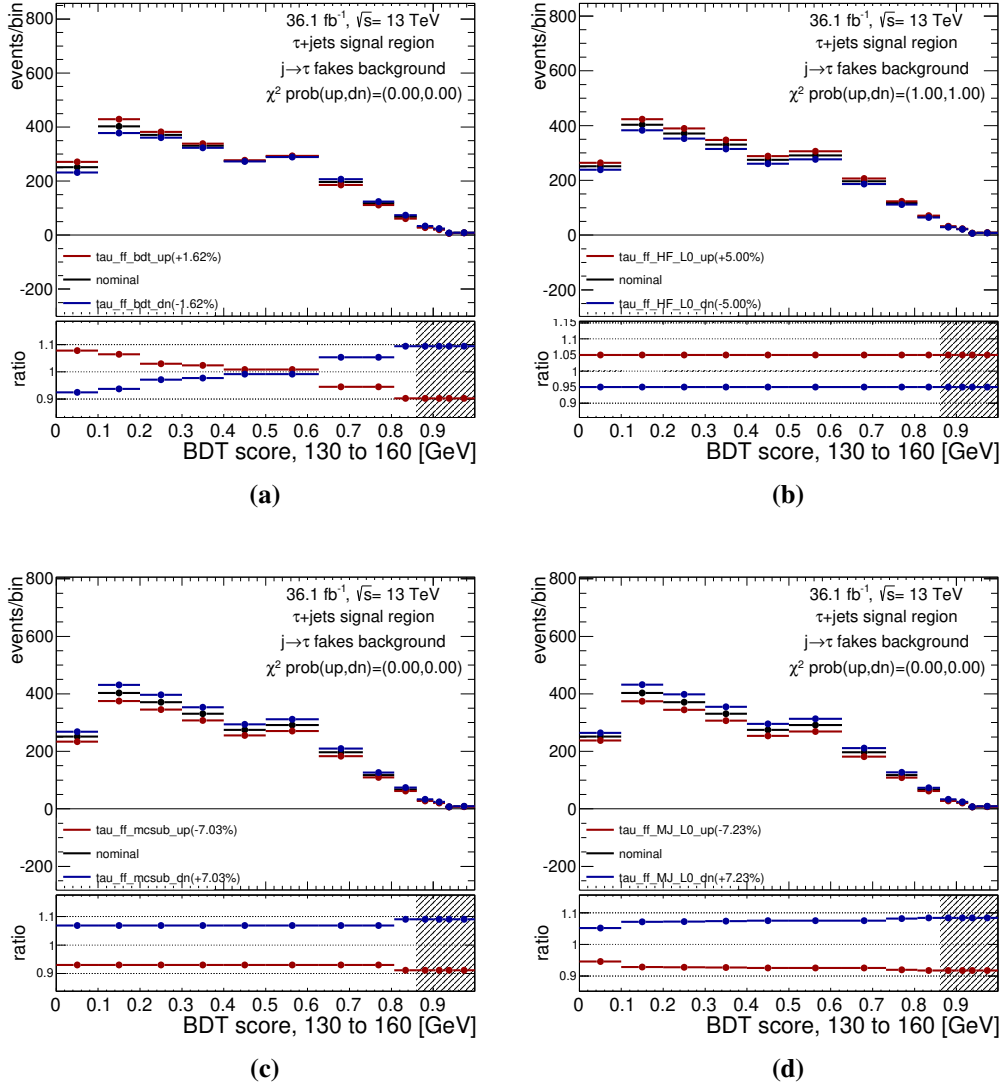 events/bin
800
600
400
200
0
-200
36.1 fb⁻¹, √s= 13 TeV
τ+jets signal region
j→τ fakes background
χ² prob(up,dn)=(0.00,0.00)
tau_ff_bdt_up(+1.62%)
nominal
tau_ff_bdt_dn(-1.62%)
ratio
1.1
1
0.9
0 0.1 0.2 0.3 0.4 0.5 0.6 0.7 0.8 0.9
BDT score, 130 to 160 [GeV]
(a)
events/bin
800
600
400
200
0
-200
36.1 fb⁻¹, √s= 13 TeV
τ+jets signal region
j→τ fakes background
χ² prob(up,dn)=(1.00,1.00)
tau_ff_HF_L0_up(+5.00%)
nominal
tau_ff_HF_L0_dn(-5.00%)
ratio
1.15
1.1
1.05
1
0.95
0.9
0 0.1 0.2 0.3 0.4 0.5 0.6 0.7 0.8 0.9
BDT score, 130 to 160 [GeV]
(b)
events/bin
800
600
400
200
0
-200
36.1 fb⁻¹, √s= 13 TeV
τ+jets signal region
j→τ fakes background
χ² prob(up,dn)=(0.00,0.00)
tau_ff_mcsub_up(-7.03%)
nominal
tau_ff_mcsub_dn(+7.03%)
ratio
1.1
1
0.9
0 0.1 0.2 0.3 0.4 0.5 0.6 0.7 0.8 0.9
BDT score, 130 to 160 [GeV]
(c)
events/bin
800
600
400
200
0
-200
36.1 fb⁻¹, √s= 13 TeV
τ+jets signal region
j→τ fakes background
χ² prob(up,dn)=(0.00,0.00)
tau_ff_MJ_L0_up(-7.23%)
nominal
tau_ff_MJ_L0_dn(+7.23%)
ratio
1.1
1
0.9
0 0.1 0.2 0.3 0.4 0.5 0.6 0.7 0.8 0.9
BDT score, 130 to 160 [GeV]
(d)